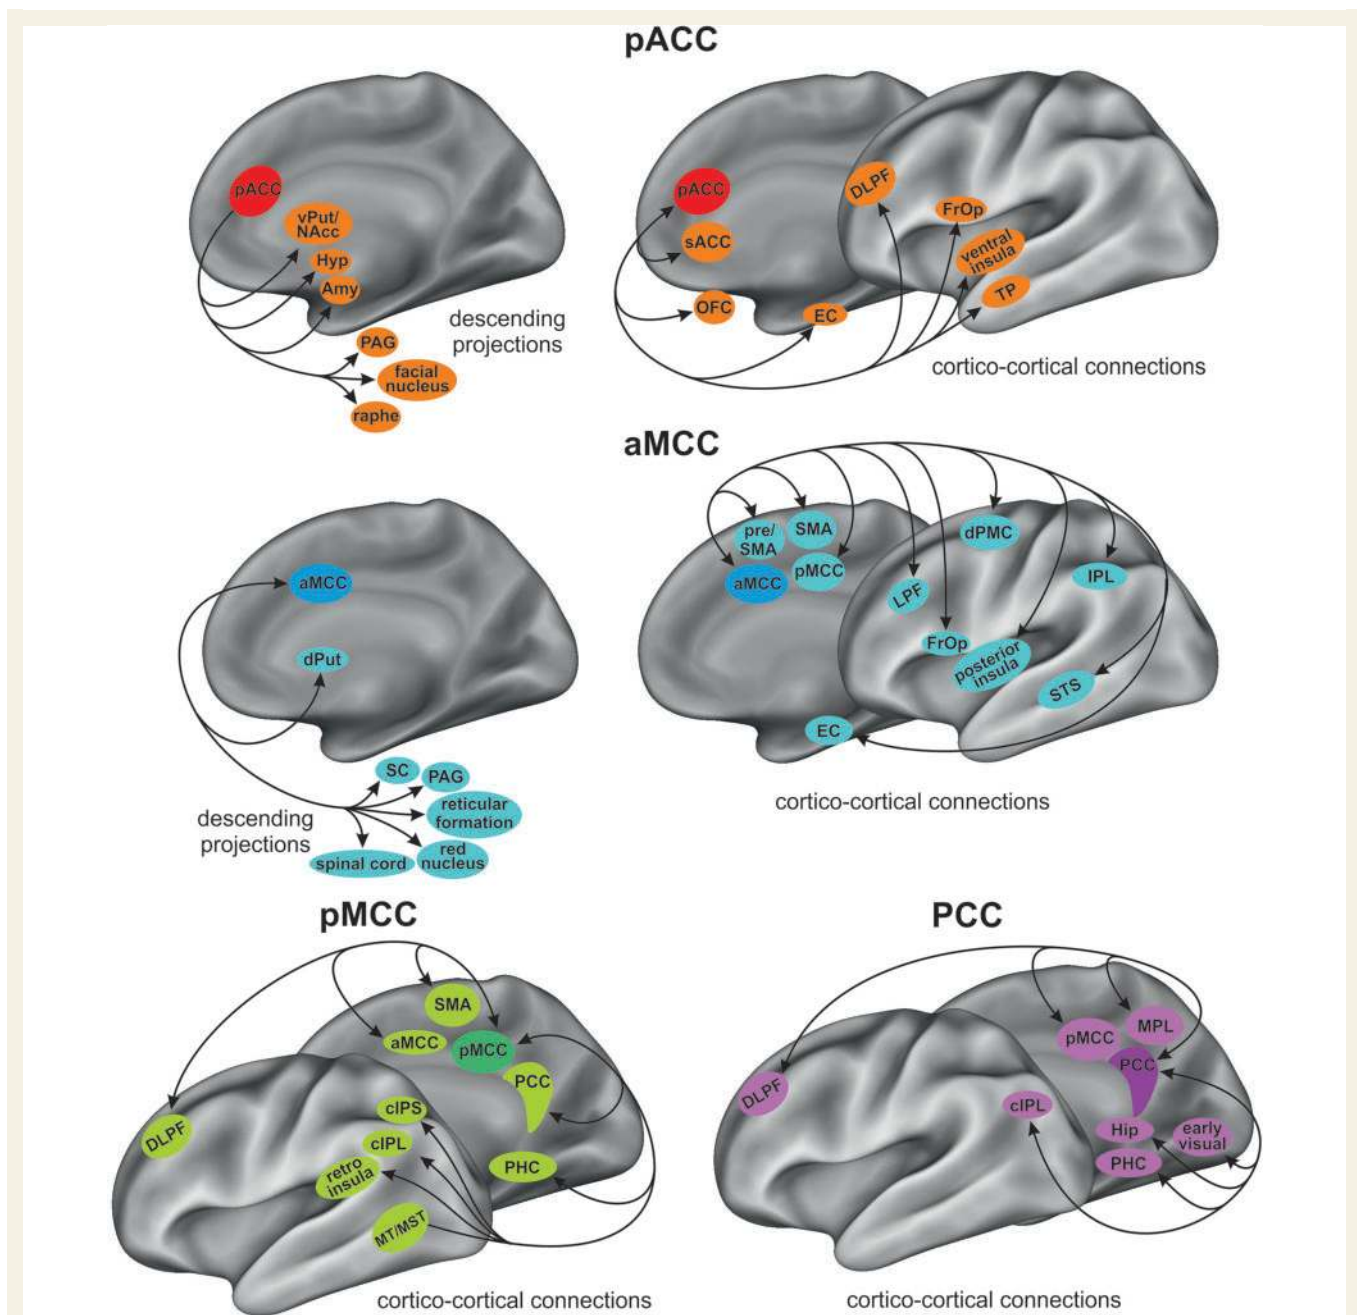 pACC
pACC
vPut/
NAcc
Hyp
Amy
descending
projections
PAG
facial
nucleus
raphe
pACC
sACC
OFC
EC
DLPF
FrOp
ventral
insula
TP
cortico-cortical connections
aMCC
aMCC
dPut
SC
PAG
reticular
formation
red
nucleus
spinal cord
descending
projections
pre/
SMA
SMA
aMCC
pMCC
dPMC
IPL
LPF
FrOp
posterior
insula
STS
EC
cortico-cortical connections
pMCC
SMA
aMCC
pMCC
PCC
cIPS
DLPF
cIPL
retro
insula
PHC
MT/MST
cortico-cortical connections
PCC
MPL
pMCC
PCC
DLPF
cIPL
Hip
early
visual
PHC
cortico-cortical connections